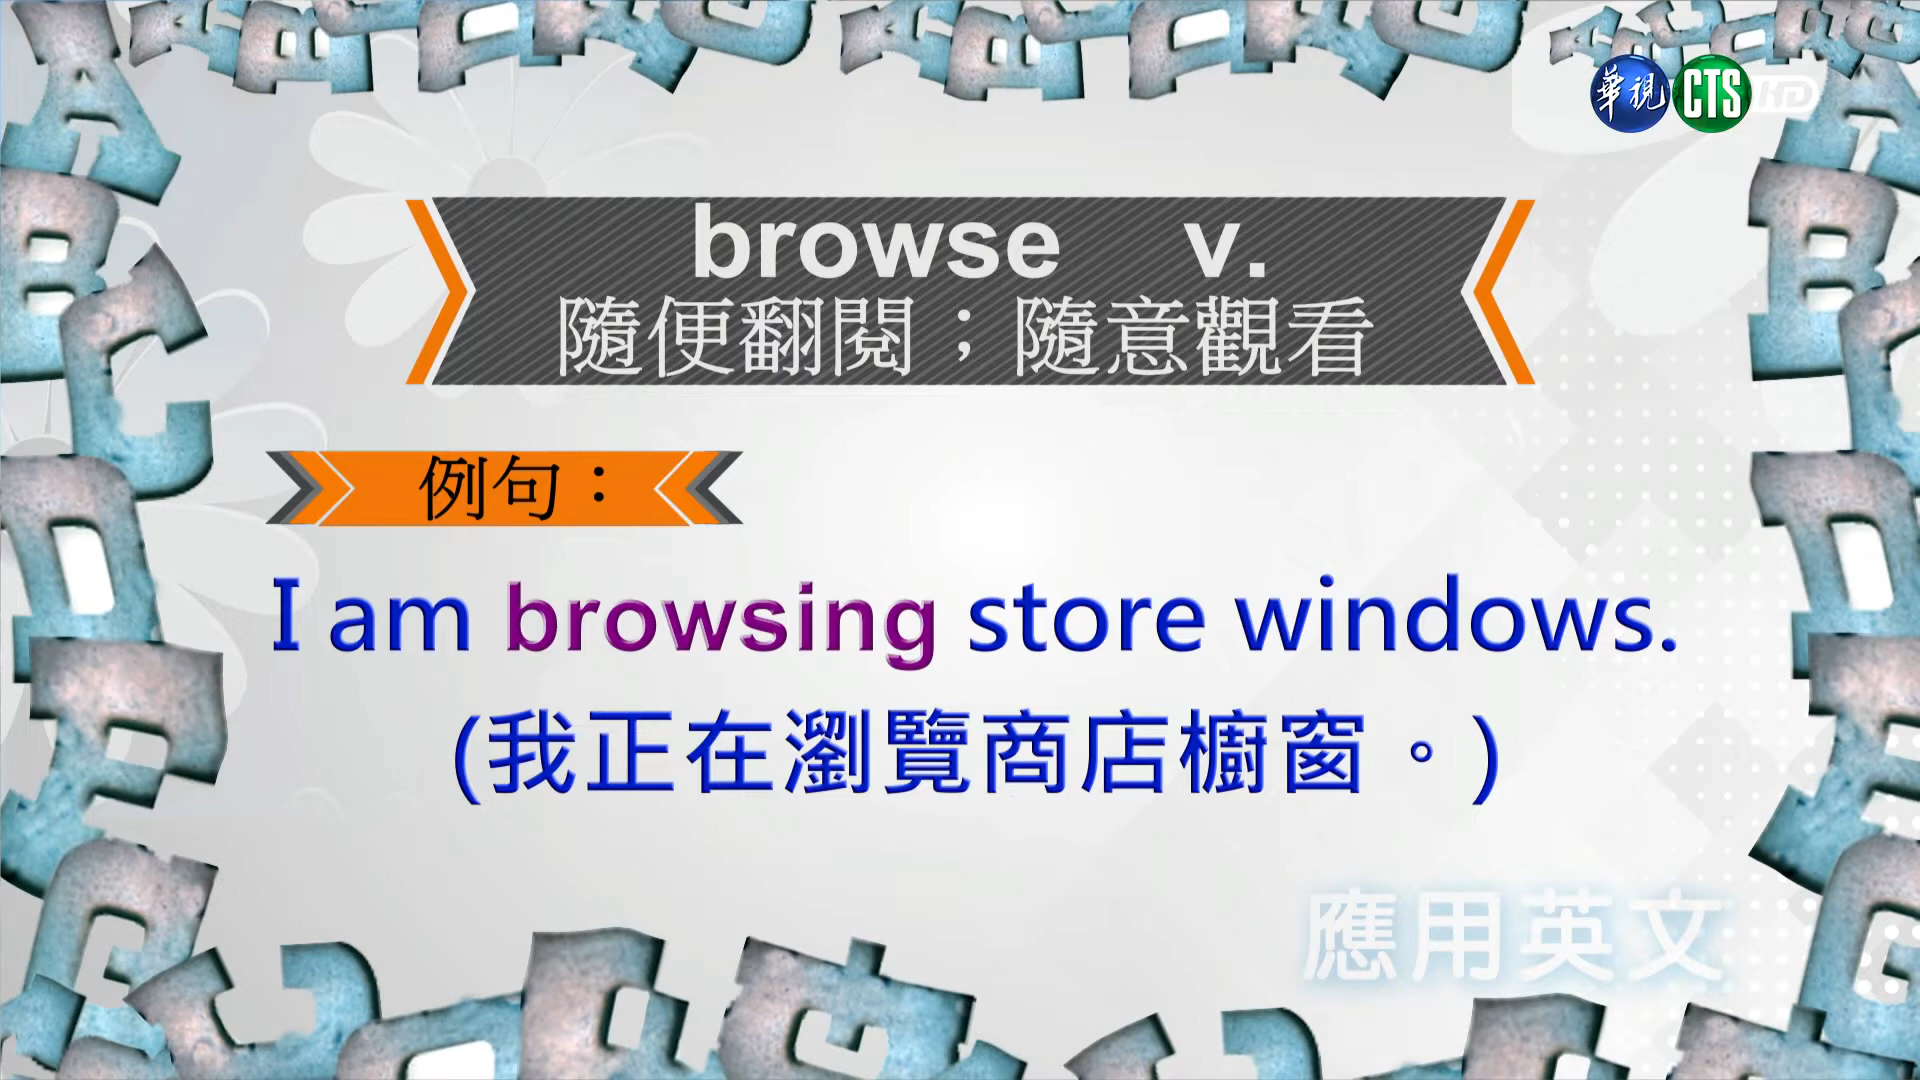 華視 CTS HD
browse v.
隨便翻閱；隨意觀看
例句：
I am browsing store windows.
(我正在瀏覽商店櫥窗。)
應用英文